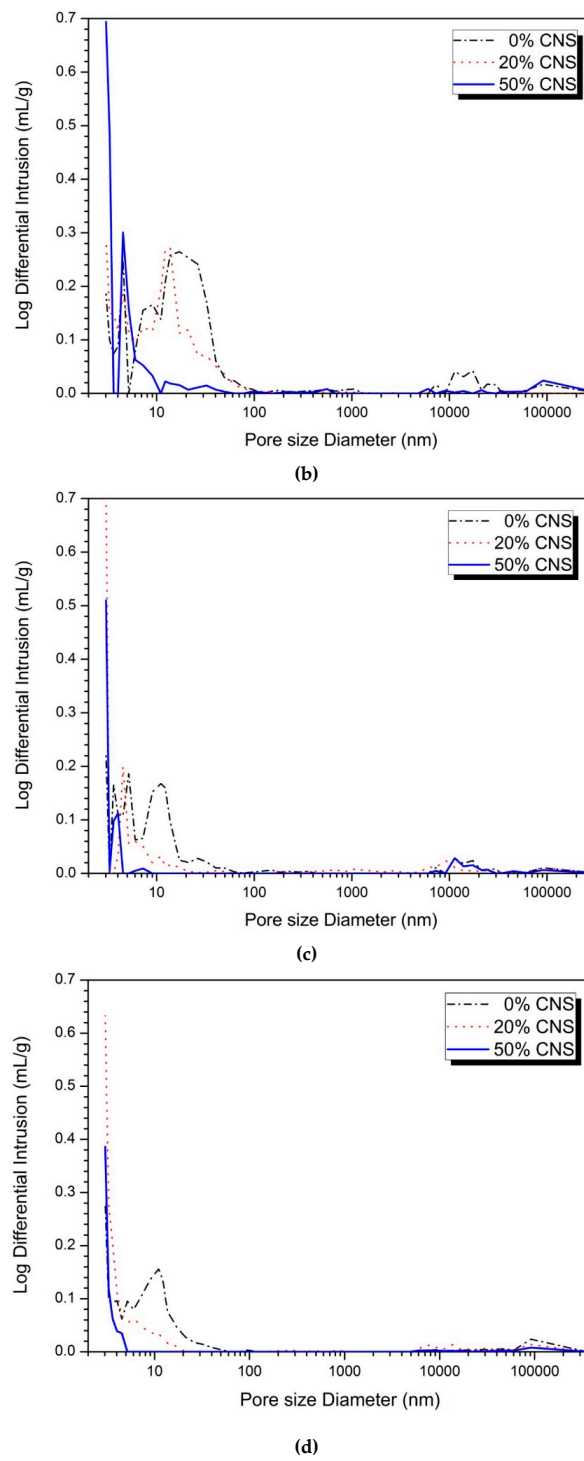 0.7
0.6
0.5
0.4
0.3
0.2
0.1
0.0
Log Differential Intrusion (mL/g)
0% CNS
20% CNS
50% CNS
10 100 1000 10000 100000
Pore size Diameter (nm)
(b)
0.7
0.6
0.5
0.4
0.3
0.2
0.1
0.0
Log Differential Intrusion (mL/g)
0% CNS
20% CNS
50% CNS
10 100 1000 10000 100000
Pore size Diameter (nm)
(c)
0.7
0.6
0.5
0.4
0.3
0.2
0.1
0.0
Log Differential Intrusion (mL/g)
0% CNS
20% CNS
50% CNS
10 100 1000 10000 100000
Pore size Diameter (nm)
(d)